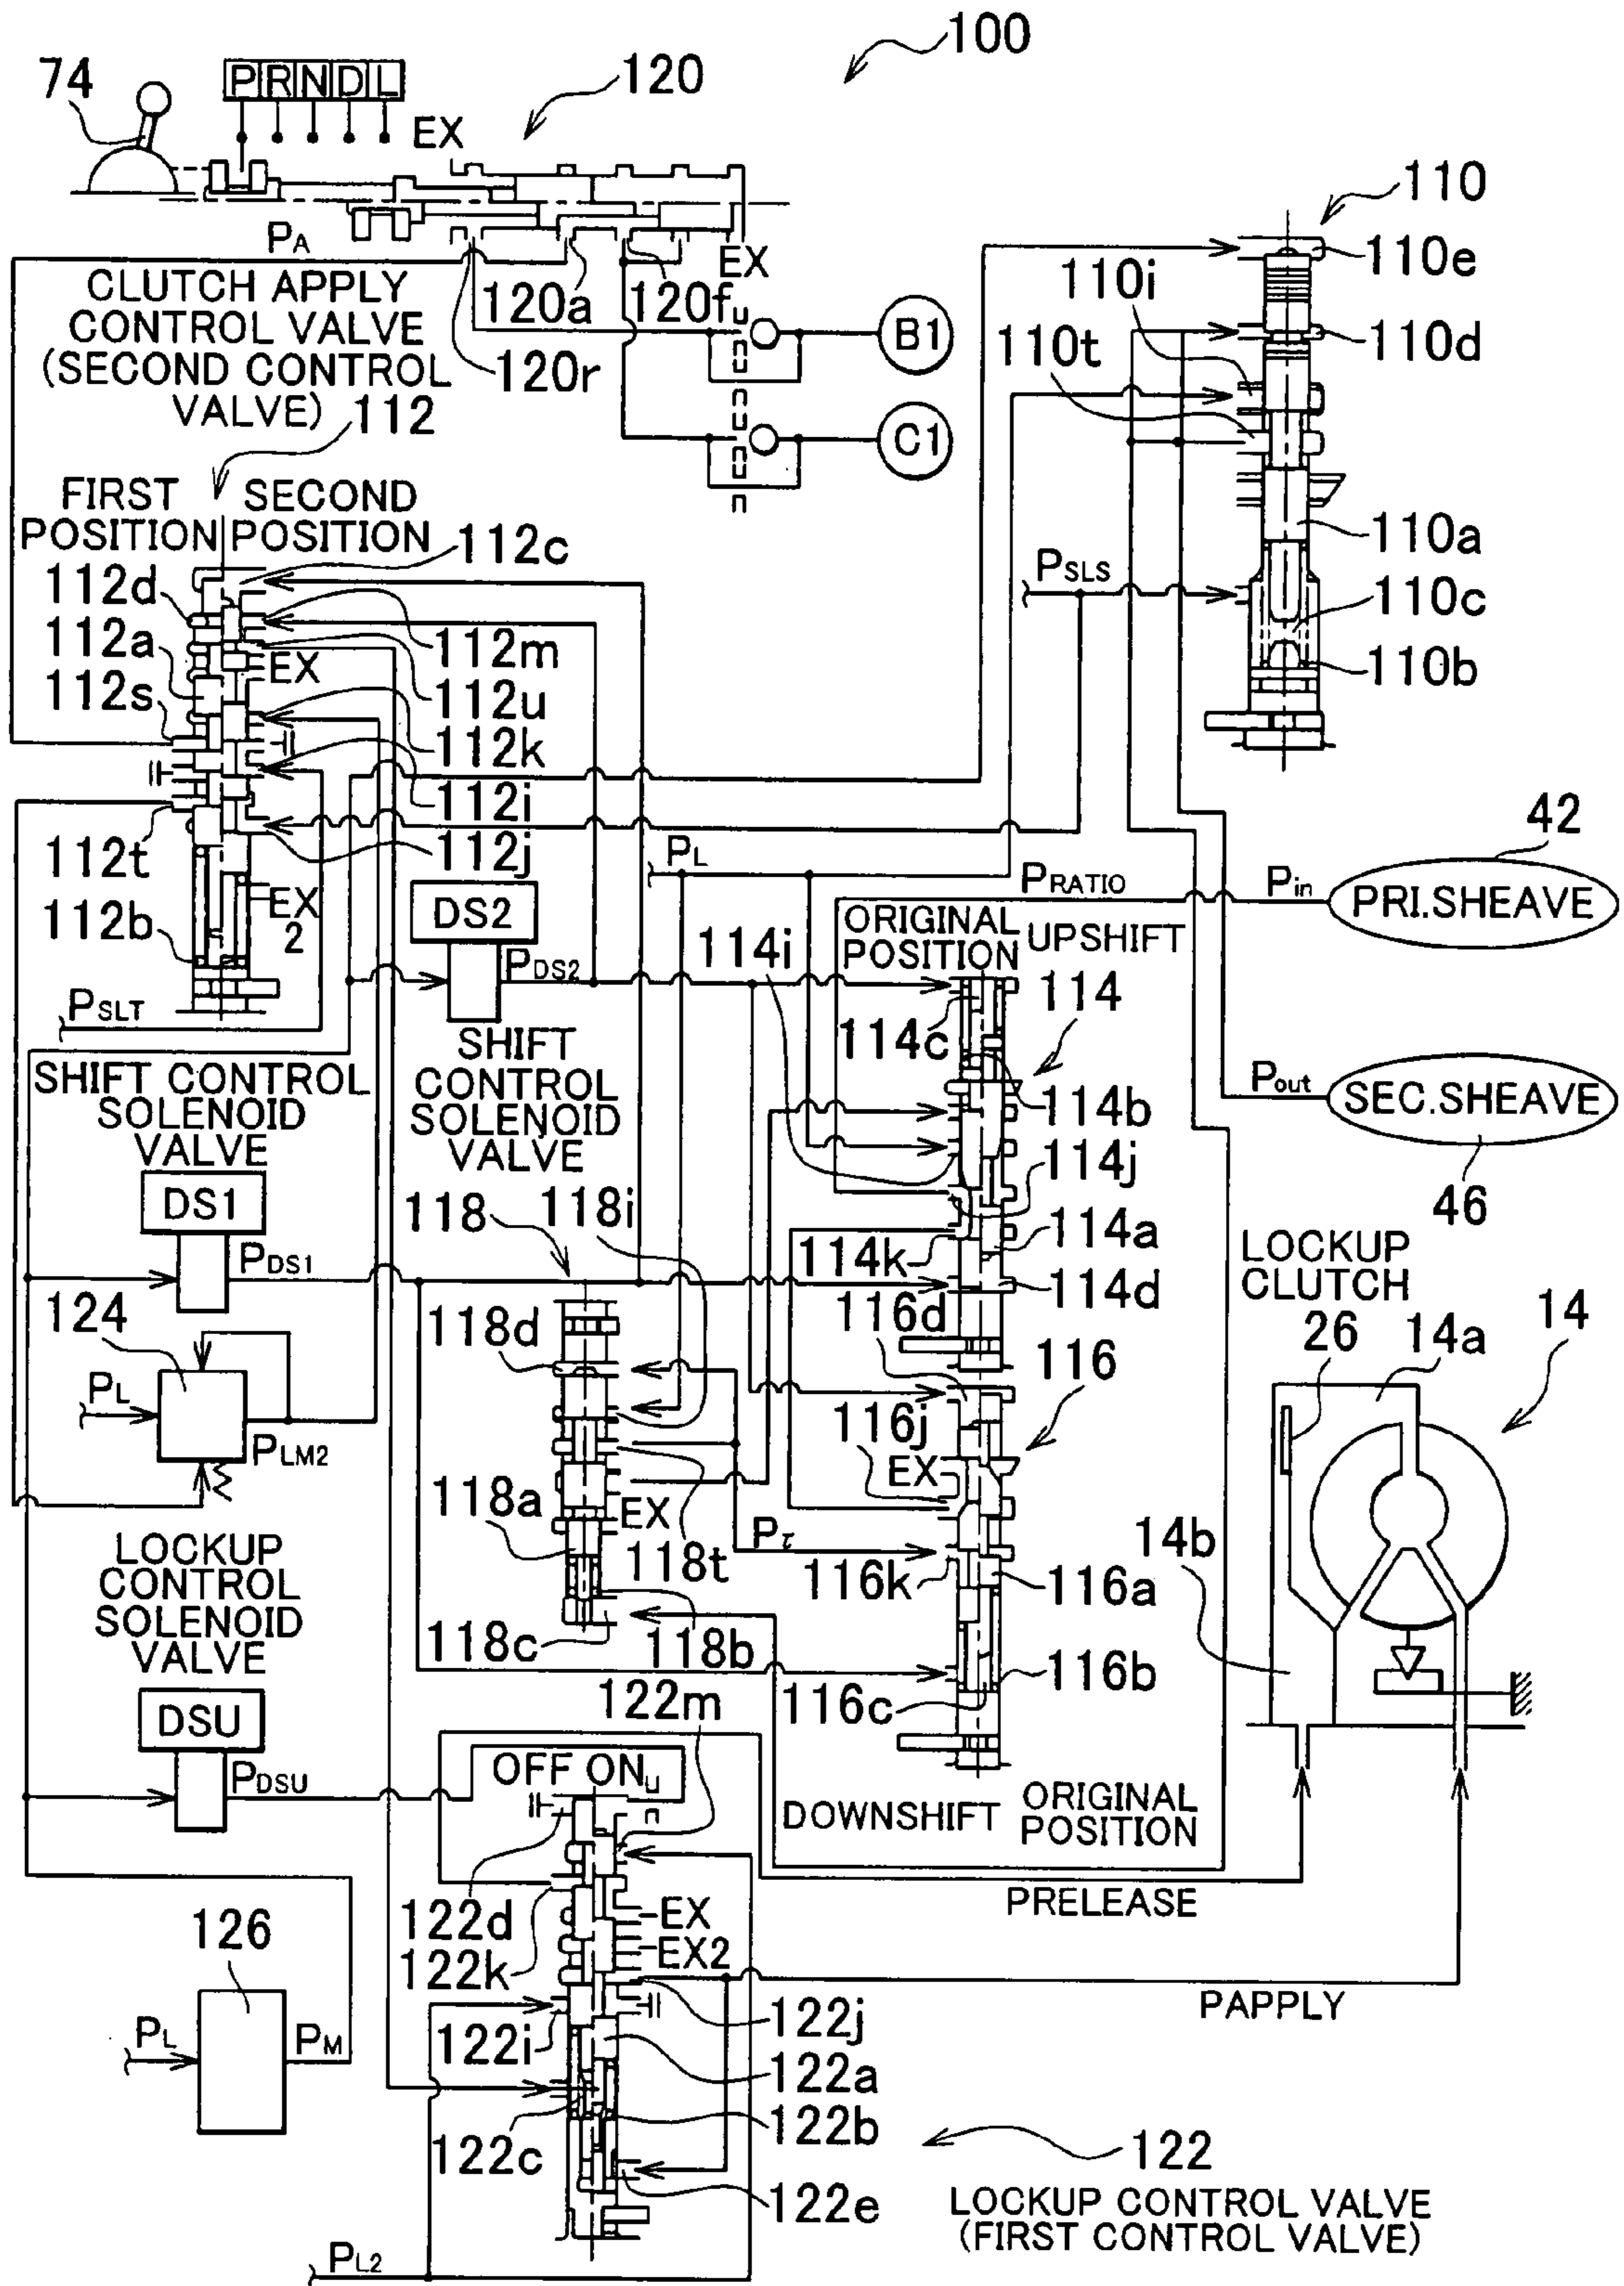 100
74
P R N D L
120
EX
110
PA
EX
110e
CLUTCH APPLY
CONTROL VALVE
(SECOND CONTROL
VALVE)
120a
120f
120r
110i
110t
110d
B1
C1
112
FIRST
POSITION
SECOND
POSITION
112c
110a
PSLS
110c
110b
112d
112a
112s
112m
EX
112u
112k
112i
112j
112t
112b
EX
2
PL
42
PRATIO
Pin
PRI.SHEAVE
DS2
PDS2
ORIGINAL
POSITION
UPSHIFT
114i
114
114c
114b
PSLT
SHIFT CONTROL
SOLENOID
VALVE
SHIFT
CONTROL
SOLENOID
VALVE
Pout
SEC.SHEAVE
46
DS1
PDS1
118
118i
114j
114a
114k
114d
LOCKUP
CLUTCH
124
PL
PLM2
118d
116d
116
26
14a
14
116j
EX
118a
EX
118t
Pτ
116k
116a
14b
118c
118b
116b
116c
LOCKUP
CONTROL
SOLENOID
VALVE
DSU
PDSU
122m
OFF ON
DOWNSHIFT
ORIGINAL
POSITION
PRELEASE
122d
122k
EX
EX2
126
PL
PM
PAPPLY
122i
122j
122a
122b
122c
122e
122
LOCKUP CONTROL VALVE
(FIRST CONTROL VALVE)
PL2